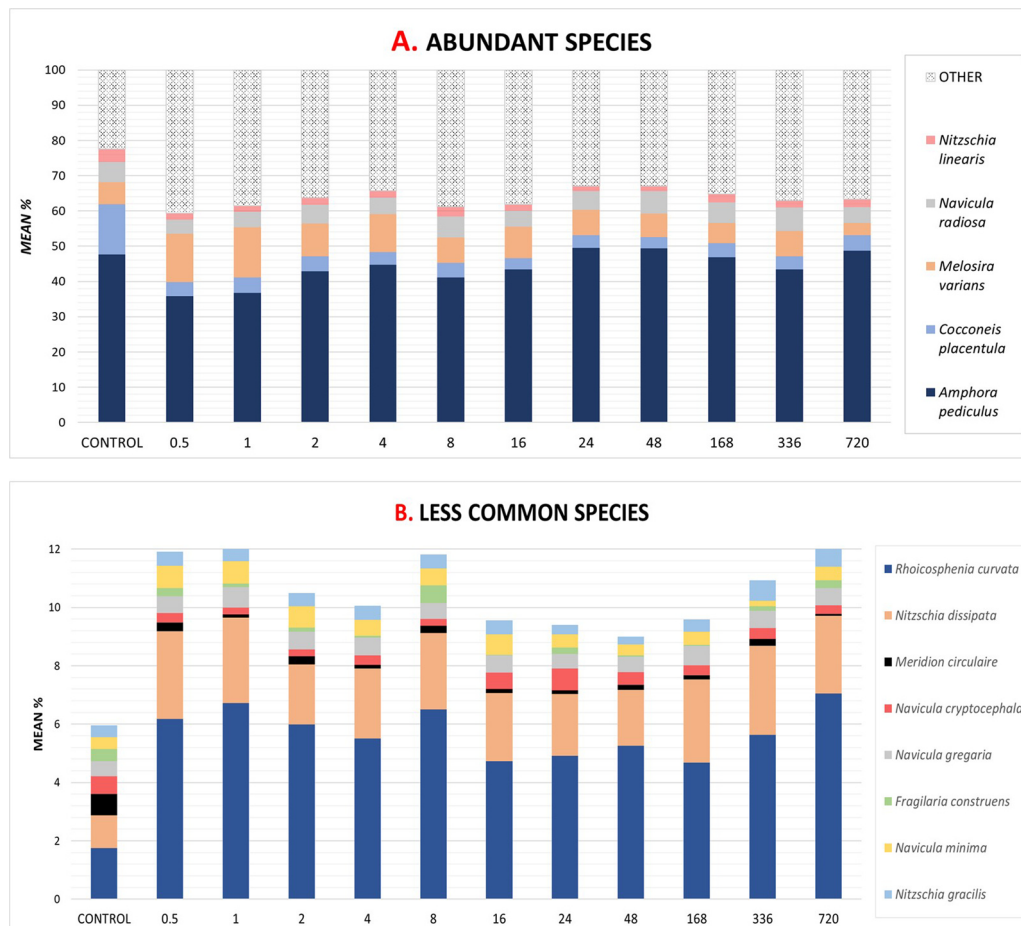 A. ABUNDANT SPECIES
MEAN %
100
90
80
70
60
50
40
30
20
10
0
CONTROL 0.5 1 2 4 8 16 24 48 168 336 720
OTHER
Nitzschia
linearis
Navicula
radiosa
Melosira
varians
Cocconeis
placentula
Amphora
pediculus
B. LESS COMMON SPECIES
MEAN %
12
10
8
6
4
2
0
CONTROL 0.5 1 2 4 8 16 24 48 168 336 720
Rhoicosphenia curvata
Nitzschia dissipata
Meridion circulaire
Navicula cryptocephala
Navicula gregaria
Fragilaria construens
Navicula minima
Nitzschia gracilis